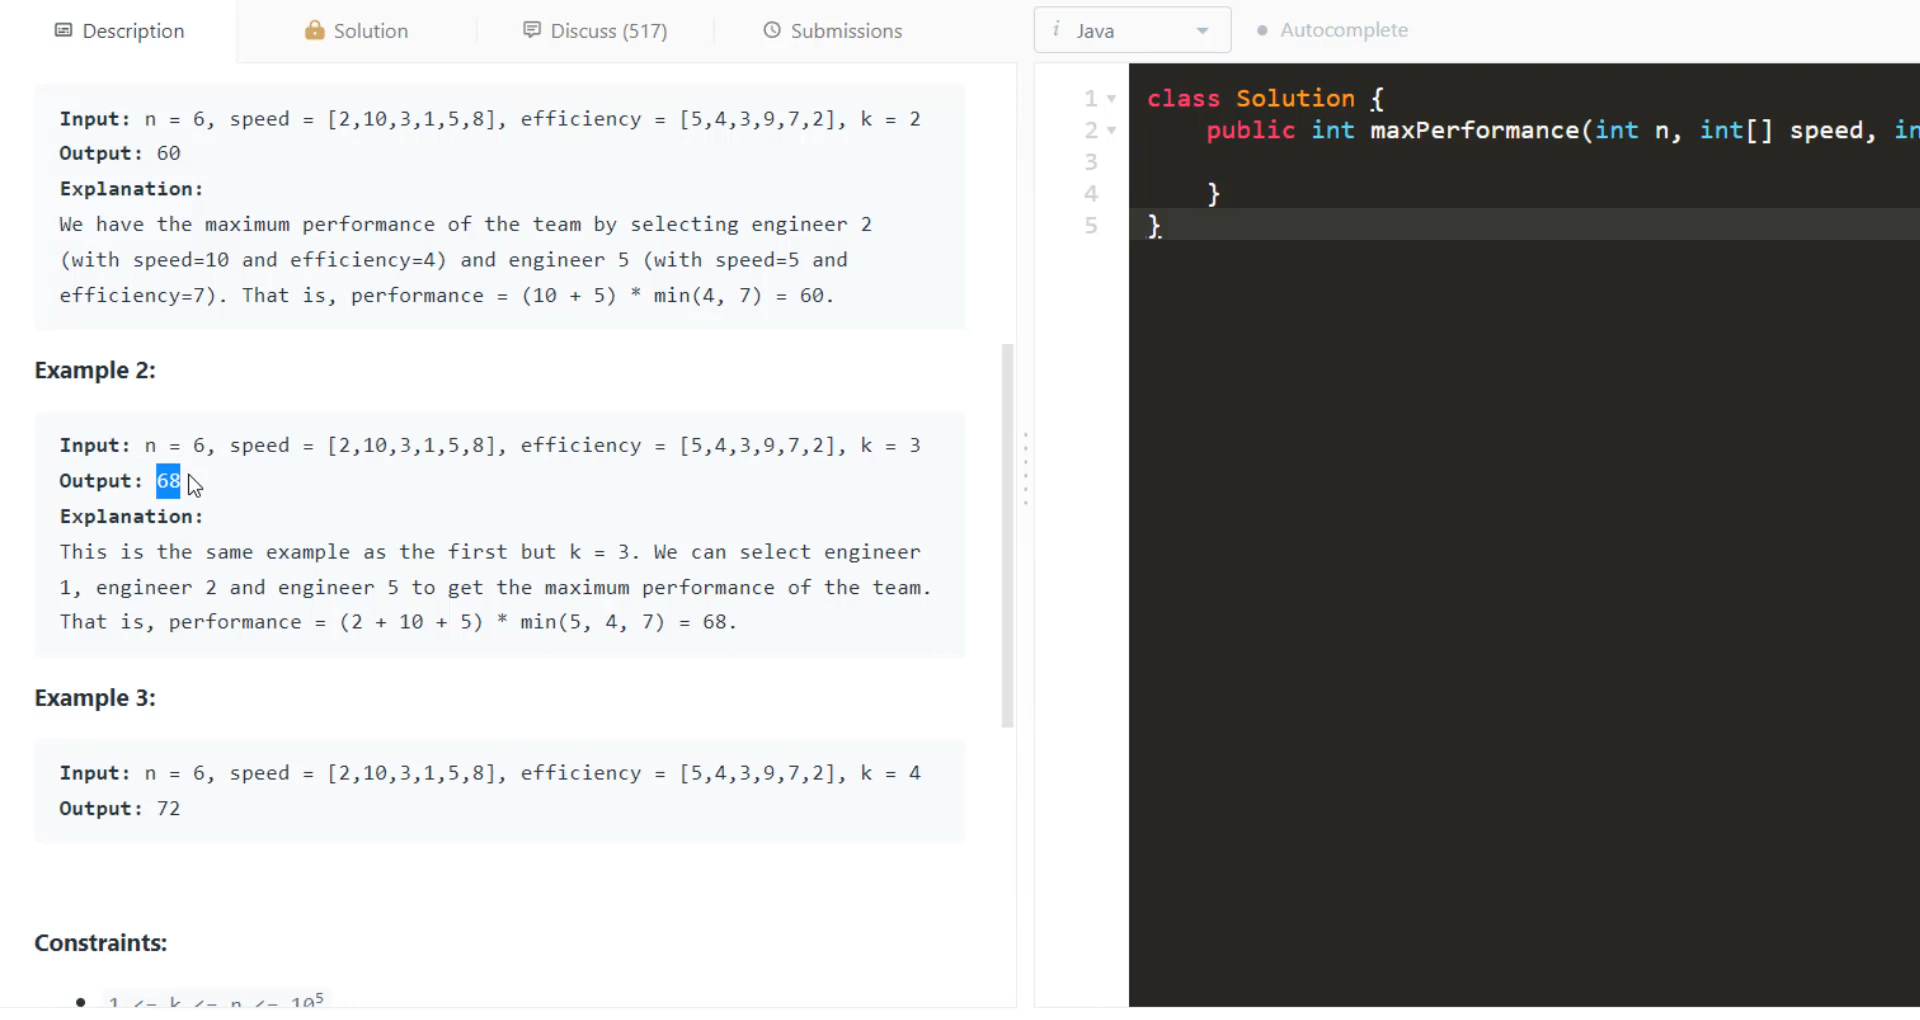 Description
Solution
Discuss (517)
Submissions
i Java
Autocomplete
Input: n = 6, speed = [2,10,3,1,5,8], efficiency = [5,4,3,9,7,2], k = 2
Output: 60
Explanation:
We have the maximum performance of the team by selecting engineer 2
(with speed=10 and efficiency=4) and engineer 5 (with speed=5 and
efficiency=7). That is, performance = (10 + 5) * min(4, 7) = 60.
Example 2:
Input: n = 6, speed = [2,10,3,1,5,8], efficiency = [5,4,3,9,7,2], k = 3
Output: 68
Explanation:
This is the same example as the first but k = 3. We can select engineer
1, engineer 2 and engineer 5 to get the maximum performance of the team.
That is, performance = (2 + 10 + 5) * min(5, 4, 7) = 68.
Example 3:
Input: n = 6, speed = [2,10,3,1,5,8], efficiency = [5,4,3,9,7,2], k = 4
Output: 72
Constraints:
1 <= k <= n <= 10^5
1 class Solution {
2 public int maxPerformance(int n, int[] speed, in
3
4 }
5 }